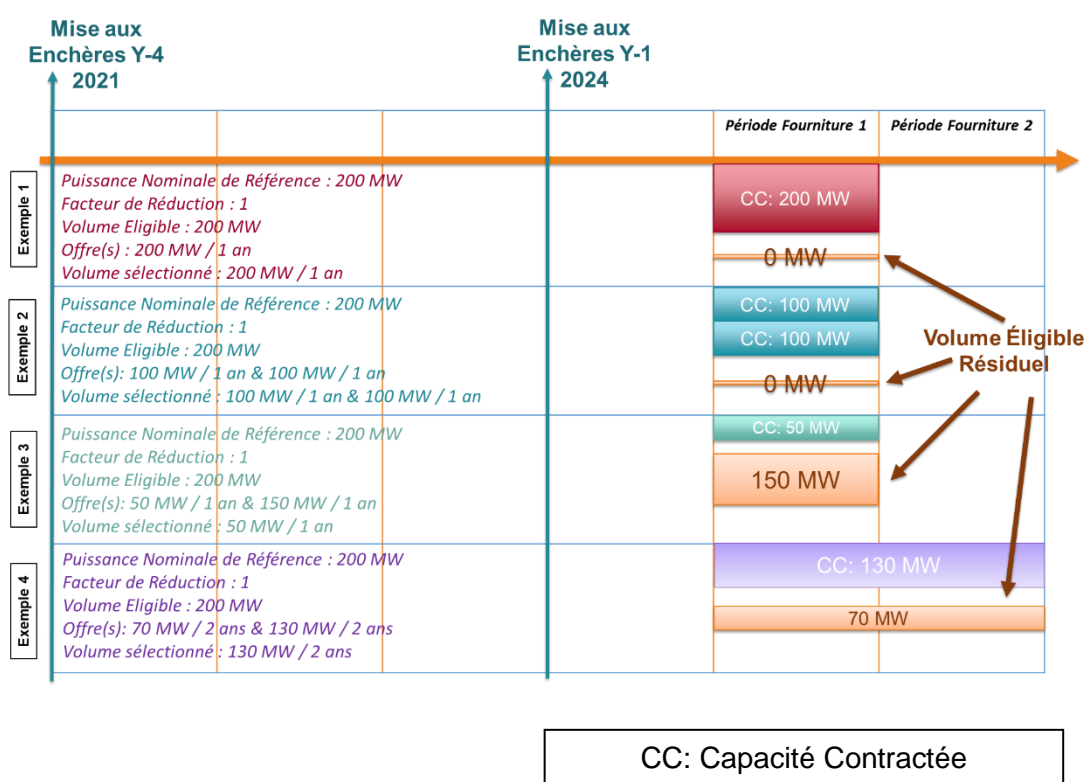 Mise aux
Enchères Y-4
2021
Mise aux
Enchères Y-1
2024
Période Fourniture 1
Période Fourniture 2
Exemple 1
Puissance Nominale de Référence : 200 MW
Facteur de Réduction : 1
Volume Eligible : 200 MW
Offre(s) : 200 MW / 1 an
Volume sélectionné : 200 MW / 1 an
CC: 200 MW
0 MW
Exemple 2
Puissance Nominale de Référence : 200 MW
Facteur de Réduction : 1
Volume Eligible : 200 MW
Offre(s): 100 MW / 1 an & 100 MW / 1 an
Volume sélectionné : 100 MW / 1 an & 100 MW / 1 an
CC: 100 MW
CC: 100 MW
0 MW
Volume Éligible
Résiduel
Exemple 3
Puissance Nominale de Référence : 200 MW
Facteur de Réduction : 1
Volume Eligible : 200 MW
Offre(s): 50 MW / 1 an & 150 MW / 1 an
Volume sélectionné : 50 MW / 1 an
CC: 50 MW
150 MW
Exemple 4
Puissance Nominale de Référence : 200 MW
Facteur de Réduction : 1
Volume Eligible : 200 MW
Offre(s): 70 MW / 2 ans & 130 MW / 2 ans
Volume sélectionné : 130 MW / 2 ans
CC: 130 MW
70 MW
CC: Capacité Contractée